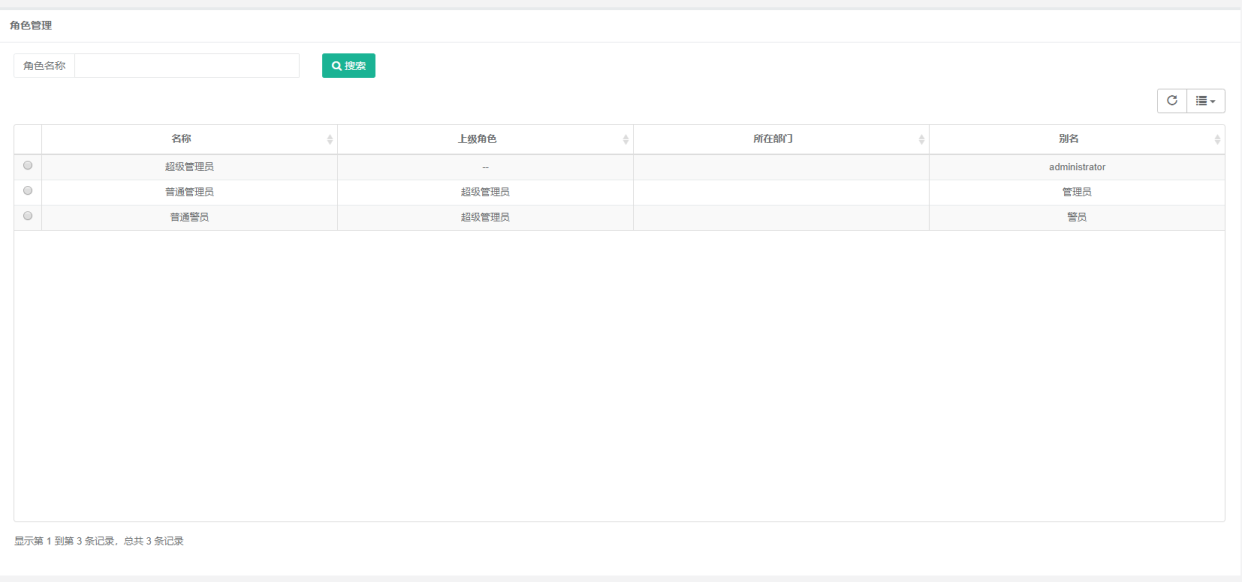 角色管理
角色名称 搜索
名称 上级角色 所在部门 别名
超级管理员 -- administrator
普通管理员 超级管理员 管理员
普通警员 超级管理员 警员
显示第 1 到第 3 条记录，总共 3 条记录